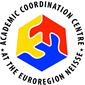 ACADEMIC COORDINATION CENTRE
• AT THE EUROREGION NEISSE •